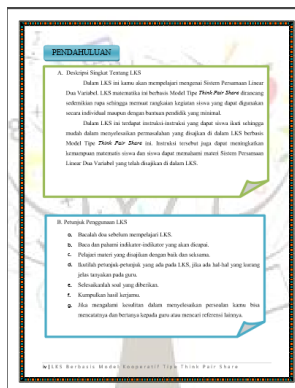 PENDAHULUAN
A. Deskripsi Singkat Tentang LKS
Dalam LKS ini kamu akan mempelajari mengenai Sistem Persamaan Linear
Dua Variabel. LKS matematika ini berbasis Model Tipe Think Pair Share dirancang
sedemikian rupa sehingga memuat rangkaian kegiatan siswa yang dapat digunakan
secara individual maupun dengan bantuan pendidik yang minimal.
Dalam LKS ini terdapat instruksi-instruksi yang dapat siswa ikuti sehingga
mudah dalam menyelesaikan permasalahan yang disajikan di dalam LKS berbasis
Model Tipe Think Pair Share ini. Instruksi tersebut juga dapat meningkatkan
kemampuan matematis siswa dan siswa dapat memahami materi Sistem Persamaan
Linear Dua Variabel yang telah disajikan di dalam LKS.
B. Petunjuk Penggunaan LKS
a. Bacalah doa sebelum mempelajari LKS.
b. Baca dan pahami indikator-indikator yang akan dicapai.
c. Pelajari materi yang disajikan dengan baik dan seksama.
d. Ikutilah petunjuk-petunjuk yang ada pada LKS, jika ada hal-hal yang kurang
jelas tanyakan pada guru.
e. Selesaikanlah soal yang diberikan.
f. Kumpulkan hasil kerjamu.
g. Jika mengalami kesulitan dalam menyelesaikan persoalan kamu bisa
mencatatnya dan bertanya kepada guru atau mencari referensi lainnya.
iv | LKS Berbasis Model Kooperatif Tipe Think Pair Share